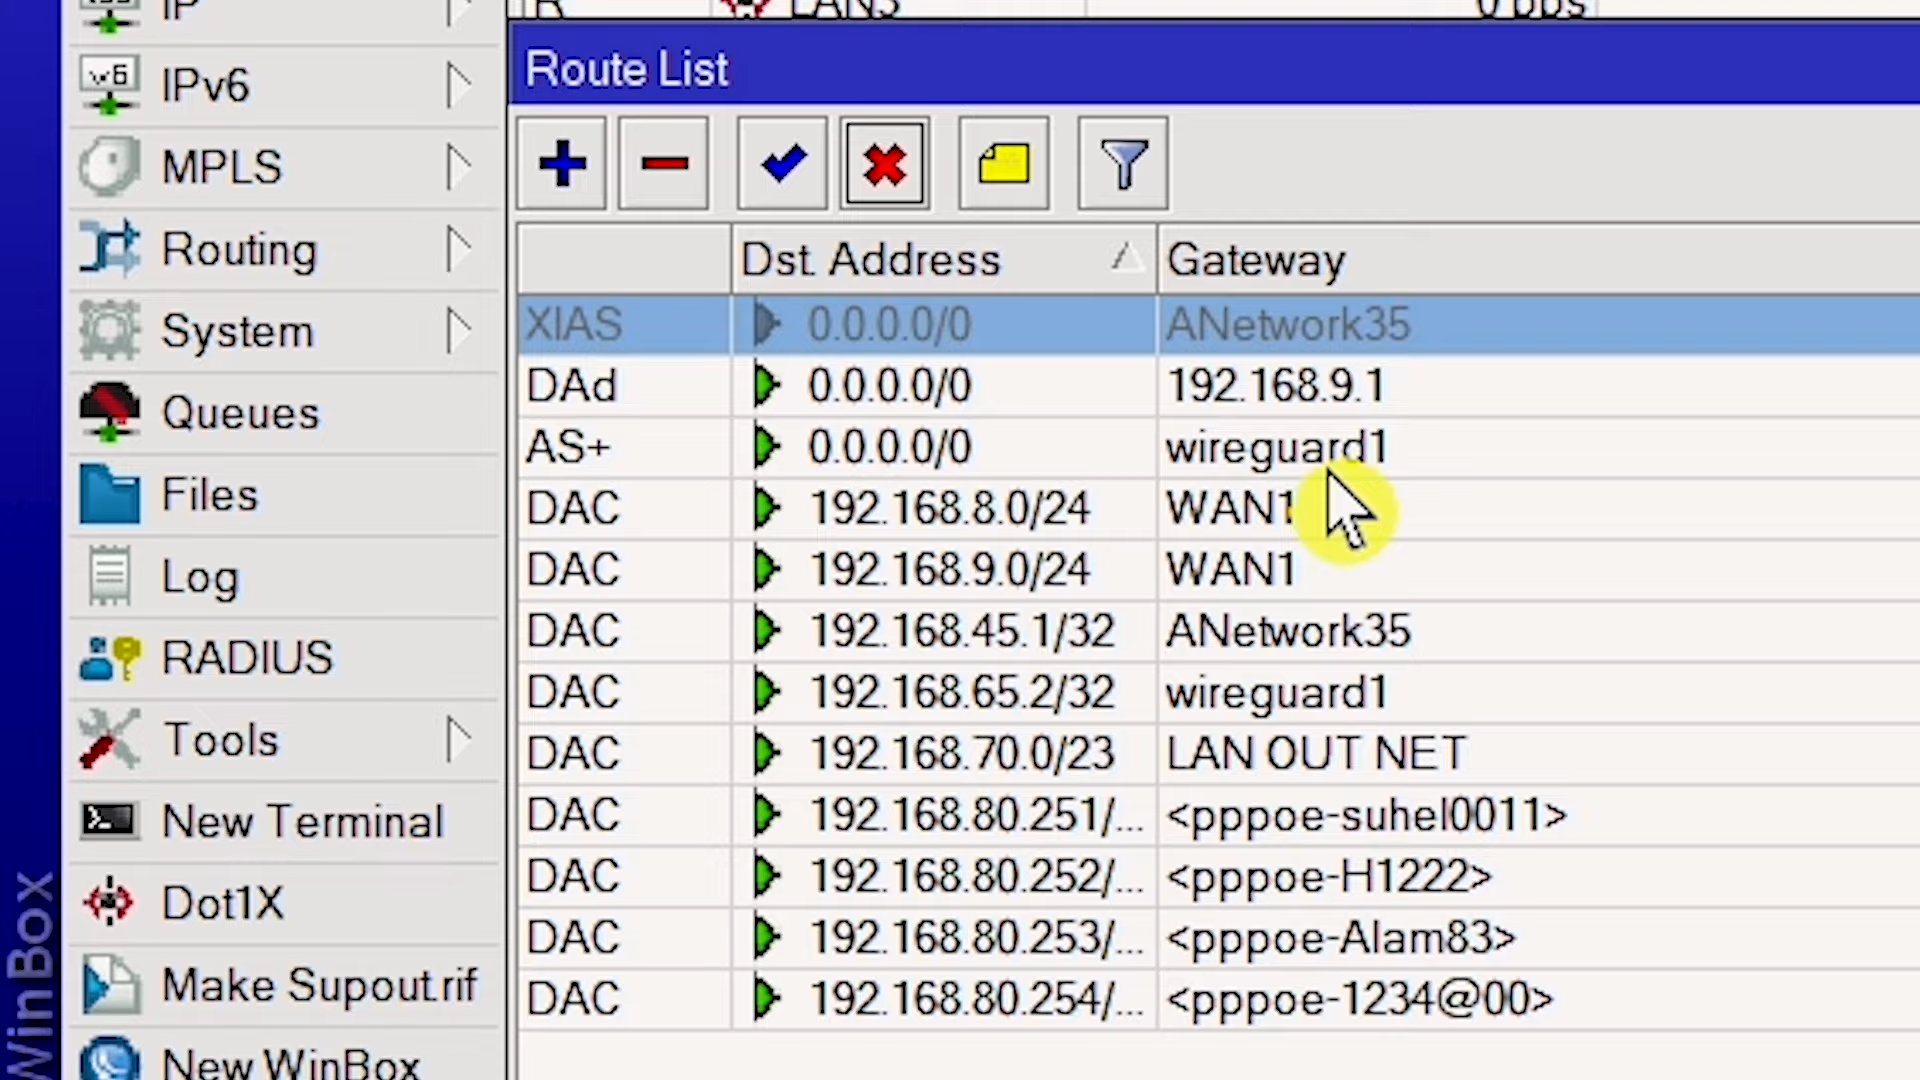 IP
R LAN3 0 bps
IPv6
MPLS
Routing
System
Queues
Files
Log
RADIUS
Tools
New Terminal
Dot1X
Make Supout.rif
New WinBox
WinBox
Route List
Dst. Address Gateway
XIAS 0.0.0.0/0 ANetwork35
DAd 0.0.0.0/0 192.168.9.1
AS+ 0.0.0.0/0 wireguard1
DAC 192.168.8.0/24 WAN1
DAC 192.168.9.0/24 WAN1
DAC 192.168.45.1/32 ANetwork35
DAC 192.168.65.2/32 wireguard1
DAC 192.168.70.0/23 LAN OUT NET
DAC 192.168.80.251/... <pppoe-suhel0011>
DAC 192.168.80.252/... <pppoe-H1222>
DAC 192.168.80.253/... <pppoe-Alam83>
DAC 192.168.80.254/... <pppoe-1234@00>